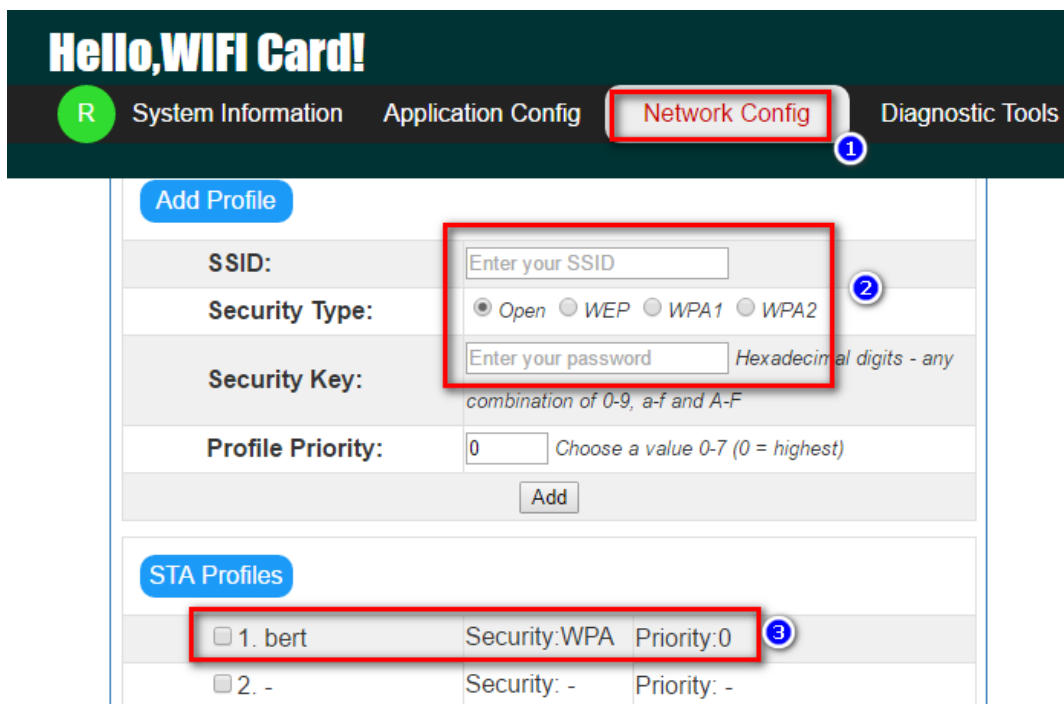 Hello,WIFI Card!
R System Information Application Config Network Config Diagnostic Tools
1
Add Profile
SSID: Enter your SSID
2
Security Type: Open WEP WPA1 WPA2
Security Key: Enter your password Hexadecimal digits - any
combination of 0-9, a-f and A-F
Profile Priority: 0 Choose a value 0-7 (0 = highest)
Add
STA Profiles
1. bert Security:WPA Priority:0 3
2. - Security: - Priority: -